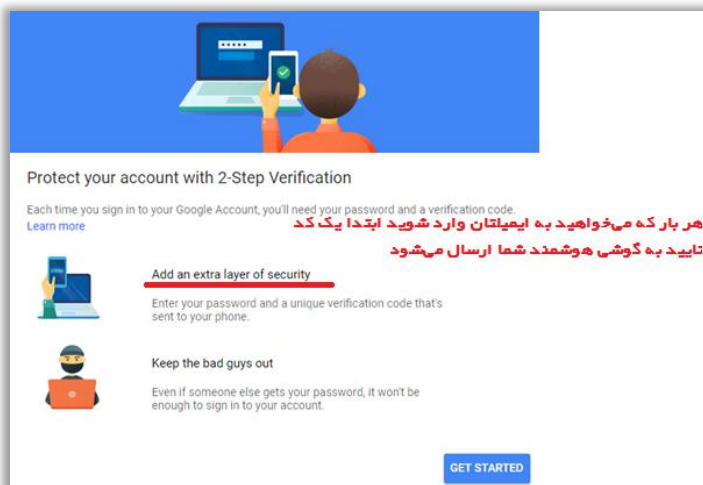 Protect your account with 2-Step Verification
Each time you sign in to your Google Account, you'll need your password and a verification code.
Learn more
هر بار که می‌خواهید به ایمیلتان وارد شوید ابتدا یک کد
تایید به گوشی هوشمند شما ارسال می‌شود
Add an extra layer of security
Enter your password and a unique verification code that's
sent to your phone.
Keep the bad guys out
Even if someone else gets your password, it won't be
enough to sign in to your account.
GET STARTED